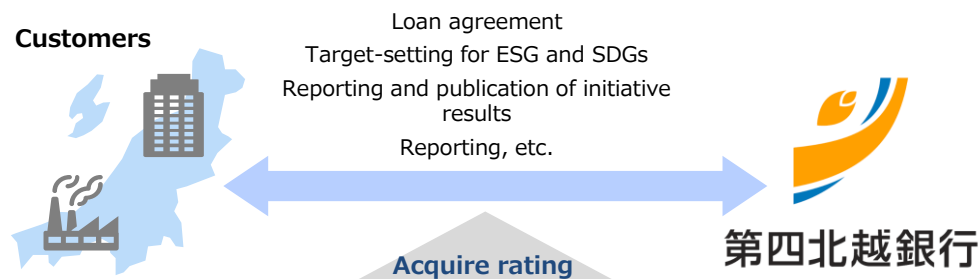 Customers
Loan agreement
Target-setting for ESG and SDGs
Reporting and publication of initiative
results
Reporting, etc.
第四北越銀行
Acquire rating